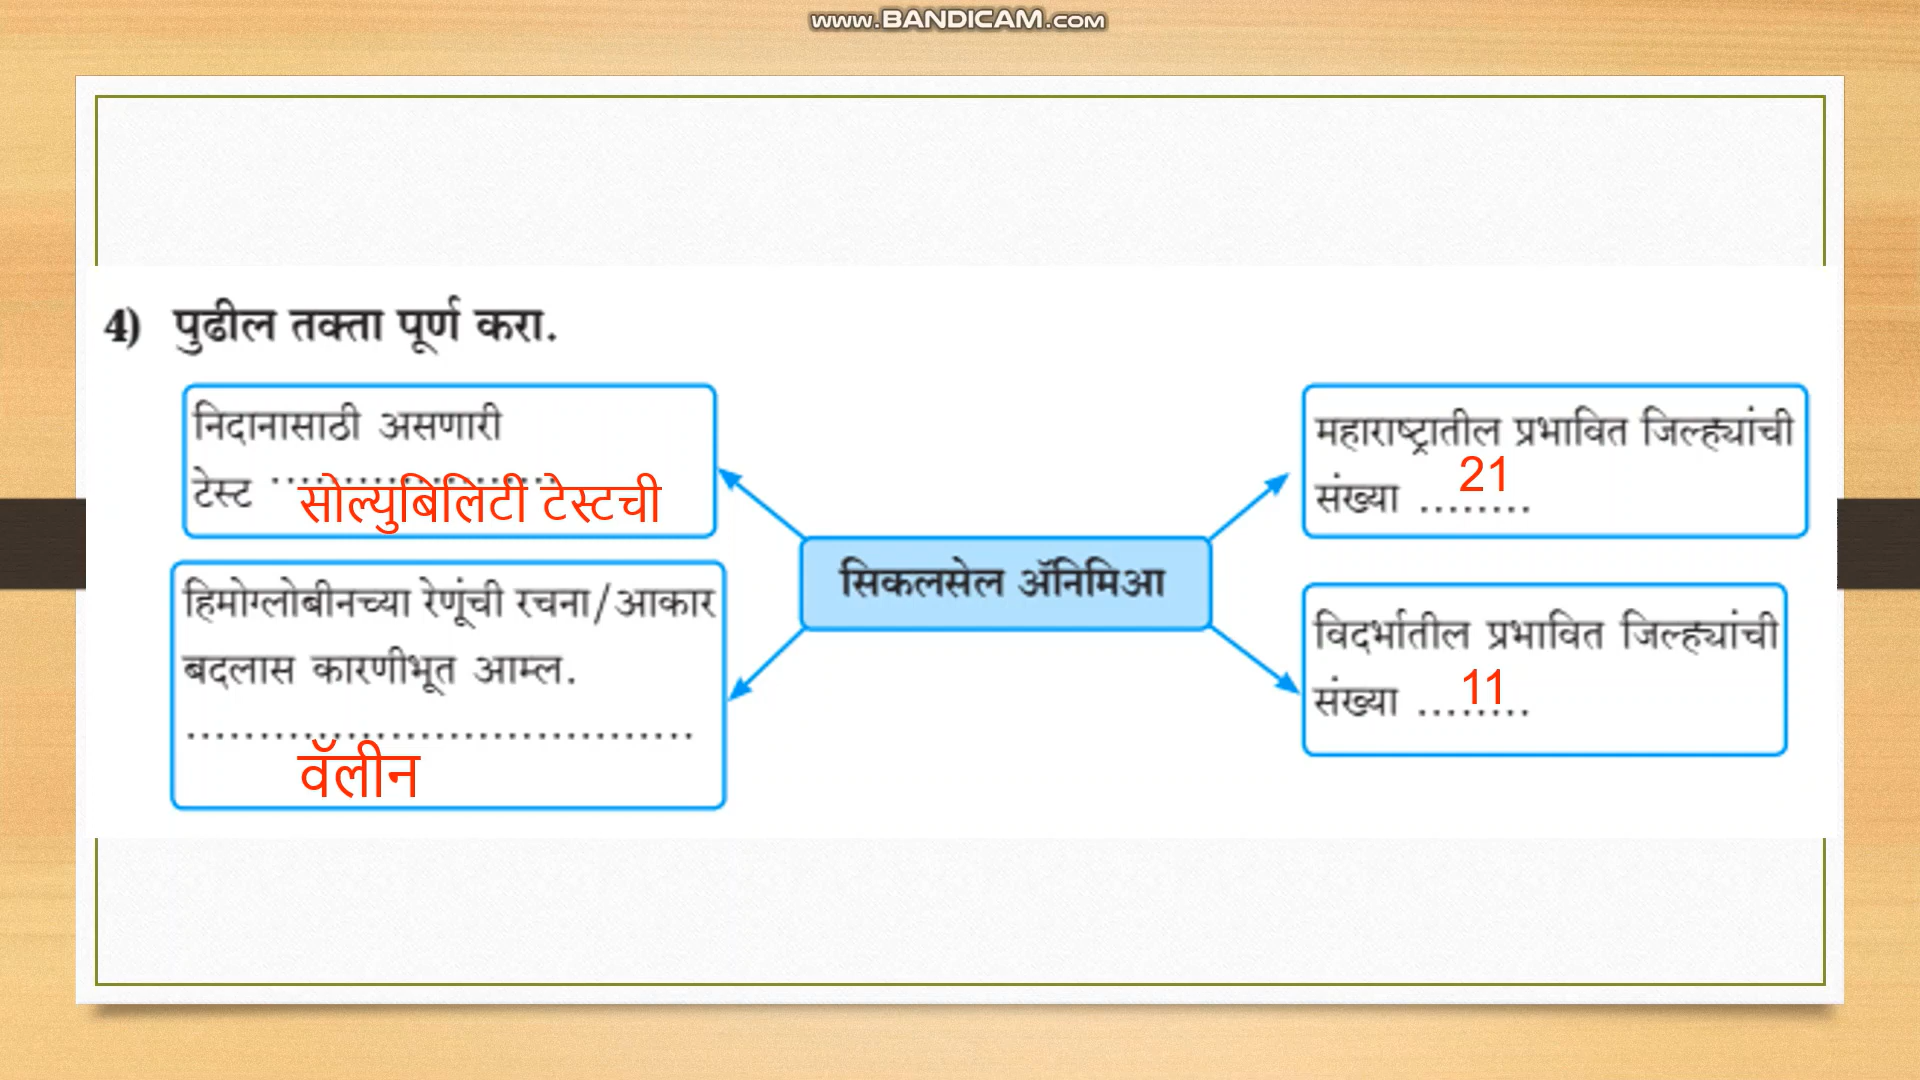 www.BANDICAM.com
4) पुढील तक्ता पूर्ण करा.
निदानासाठी असणारी
टेस्ट ....................
सोल्युबिलिटी टेस्टची
हिमोग्लोबीनच्या रेणूंची रचना/आकार
बदलास कारणीभूत आम्ल.
...................................
वॅलीन
सिकलसेल ॲनिमिआ
महाराष्ट्रातील प्रभावित जिल्ह्यांची
संख्या ........
21
विदर्भातील प्रभावित जिल्ह्यांची
संख्या ........
11